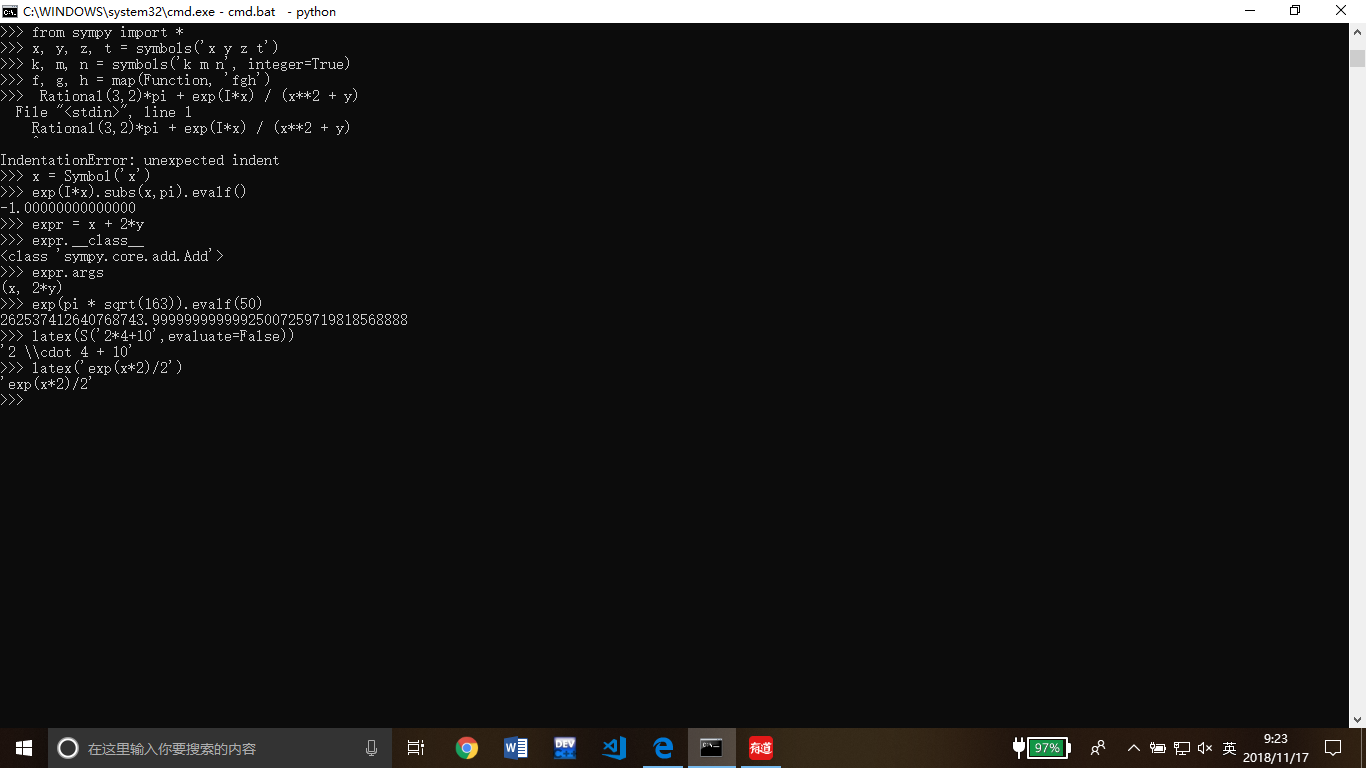 C:\WINDOWS\system32\cmd.exe - cmd.bat - python
>>> from sympy import *
>>> x, y, z, t = symbols('x y z t')
>>> k, m, n = symbols('k m n', integer=True)
>>> f, g, h = map(Function, 'fgh')
>>>  Rational(3,2)*pi + exp(I*x) / (x**2 + y)
  File "<stdin>", line 1
    Rational(3,2)*pi + exp(I*x) / (x**2 + y)
    ^
IndentationError: unexpected indent
>>> x = Symbol('x')
>>> exp(I*x).subs(x,pi).evalf()
-1.00000000000000
>>> expr = x + 2*y
>>> expr.__class__
<class 'sympy.core.add.Add'>
>>> expr.args
(x, 2*y)
>>> exp(pi * sqrt(163)).evalf(50)
262537412640768743.99999999999925007259719818568888
>>> latex(S('2*4+10',evaluate=False))
'2 \\cdot 4 + 10'
>>> latex('exp(x*2)/2')
'exp(x*2)/2'
>>>
在这里输入你要搜索的内容
DEV
C++
有道
97%
英
9:23
2018/11/17